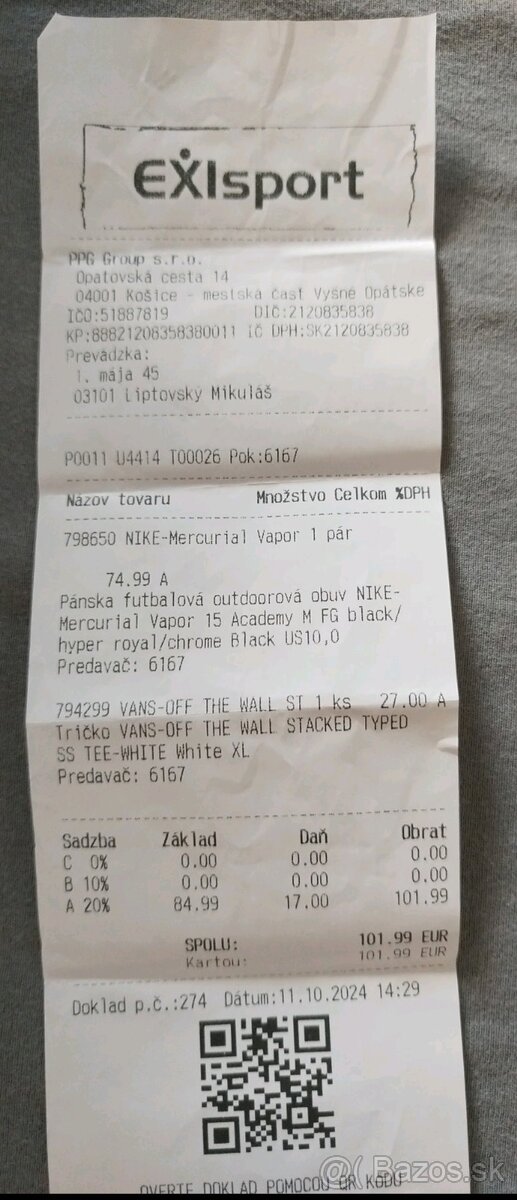 EXIsport
PPG Group s.r.o.
Opatovská cesta 14
04001 Košice - mestská časť Vyšné Opátske
IČO:51887819 DIČ:2120835838
KP:88821208358380011 IČ DPH:SK2120835838
Prevádzka:
1. mája 45
03101 Liptovský Mikuláš
P0011 U4414 T00026 Pok:6167
Názov tovaru Množstvo Celkom %DPH
798650 NIKE-Mercurial Vapor 1 pár
74.99 A
Pánska futbalová outdoorová obuv NIKE-
Mercurial Vapor 15 Academy M FG black/
hyper royal/chrome Black US10,0
Predavač: 6167
794299 VANS-OFF THE WALL ST 1 ks 27.00 A
Tričko VANS-OFF THE WALL STACKED TYPED
SS TEE-WHITE White XL
Predavač: 6167
Sadzba Základ Daň Obrat
C 0% 0.00 0.00 0.00
B 10% 0.00 0.00 0.00
A 20% 84.99 17.00 101.99
SPOLU: 101.99 EUR
Kartou: 101.99 EUR
Doklad p.č.:274 Dátum:11.10.2024 14:29
OVERTE DOKLAD POMOCOU QR KÓDU
Bazos.sk